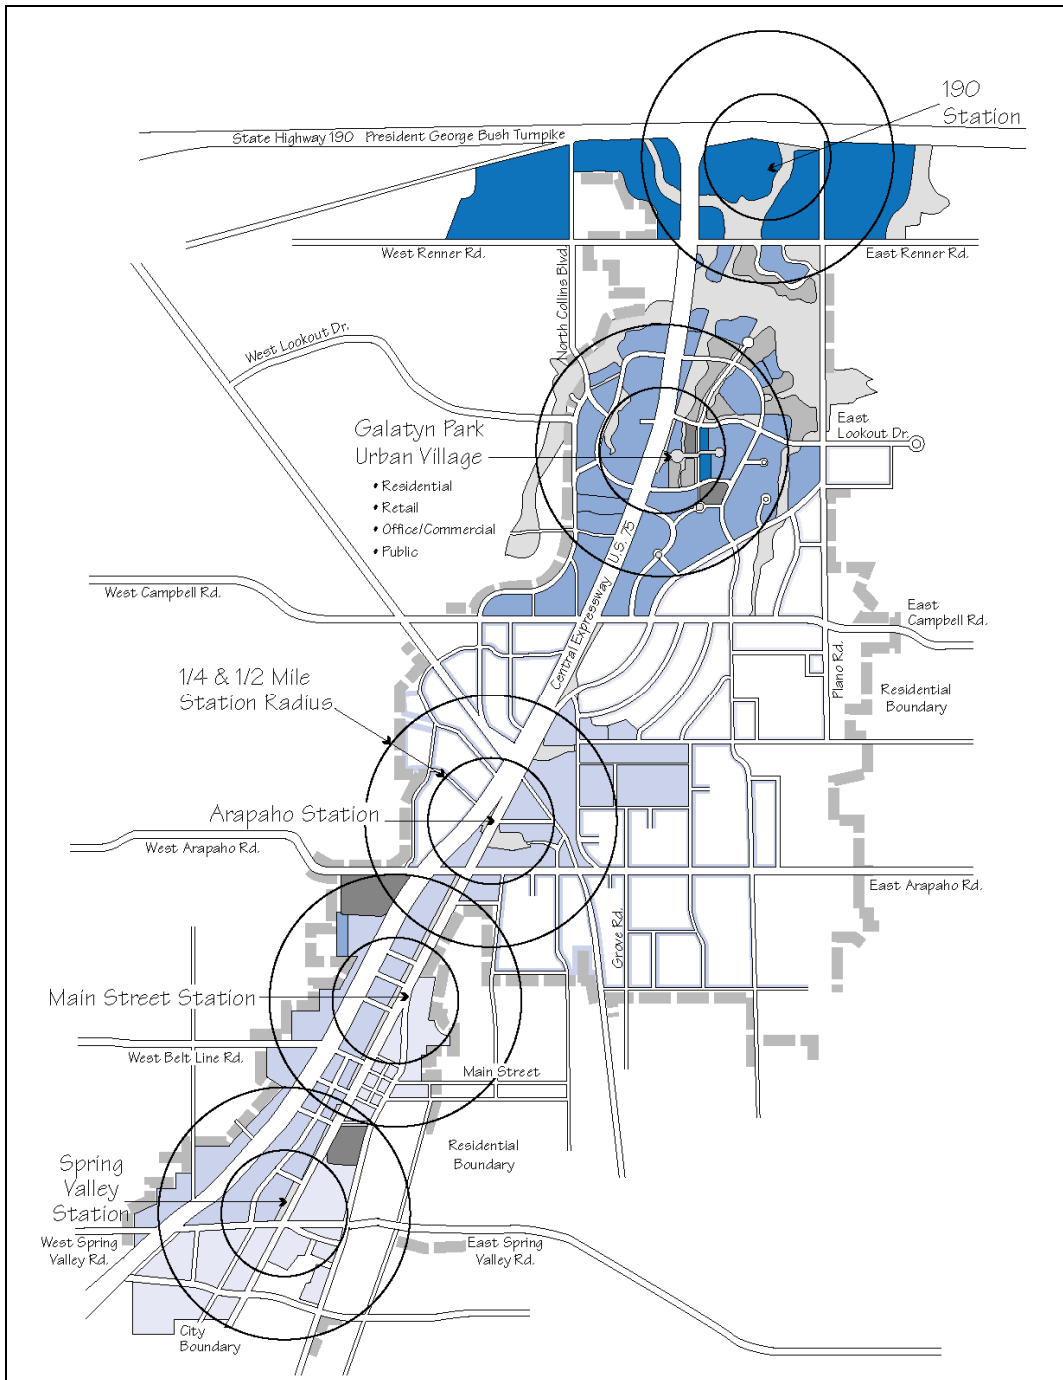 190
Station
State Highway 190 President George Bush Turnpike
West Renner Rd.
East Renner Rd.
North Collins Blvd
West Lookout Dr.
East
Lookout Dr.
Galatyn Park
Urban Village
• Residential
• Retail
• Office/Commercial
• Public
Central Expressway U.S. 75
West Campbell Rd.
East
Campbell Rd.
Plano Rd.
1/4 & 1/2 Mile
Station Radius
Residential
Boundary
Arapaho Station
West Arapaho Rd.
East Arapaho Rd.
Grove Rd.
Main Street Station
West Belt Line Rd.
Main Street
Residential
Boundary
Spring
Valley
Station
West Spring
Valley Rd.
East Spring
Valley Rd.
City
Boundary